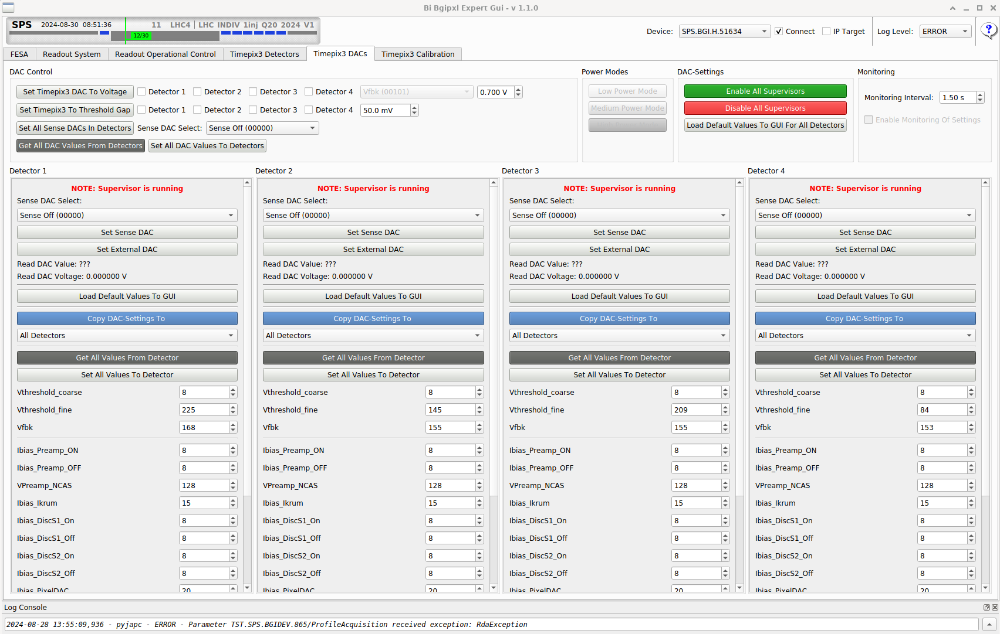 Bi Bgipxl Expert Gui - v 1.1.0
SPS 2024-08-30 08:51:36 11 LHC4 | LHC INDIV 1inj Q20 2024 V1
12/30
Device: SPS.BGI.H.51634 Connect IP Target Log Level: ERROR ?
FESA Readout System Readout Operational Control Timepix3 Detectors Timepix3 DACs Timepix3 Calibration
DAC Control Power Modes DAC-Settings Monitoring
Set Timepix3 DAC To Voltage Detector 1 Detector 2 Detector 3 Detector 4 Vfbk (00101) 0.700 V Low Power Mode Enable All Supervisors
Monitoring Interval: 1.50 s
Set Timepix3 To Threshold Gap Detector 1 Detector 2 Detector 3 Detector 4 50.0 mV Medium Power Mode Disable All Supervisors
Enable Monitoring Of Settings
Set All Sense DACs In Detectors Sense DAC Select: Sense Off (00000) High Power Mode Load Default Values To GUI For All Detectors
Get All DAC Values From Detectors Set All DAC Values To Detectors
Detector 1 Detector 2 Detector 3 Detector 4
NOTE: Supervisor is running NOTE: Supervisor is running NOTE: Supervisor is running NOTE: Supervisor is running
Sense DAC Select: Sense DAC Select: Sense DAC Select: Sense DAC Select:
Sense Off (00000) Sense Off (00000) Sense Off (00000) Sense Off (00000)
Set Sense DAC Set Sense DAC Set Sense DAC Set Sense DAC
Set External DAC Set External DAC Set External DAC Set External DAC
Read DAC Value: ??? Read DAC Value: ??? Read DAC Value: ??? Read DAC Value: ???
Read DAC Voltage: 0.000000 V Read DAC Voltage: 0.000000 V Read DAC Voltage: 0.000000 V Read DAC Voltage: 0.000000 V
Load Default Values To GUI Load Default Values To GUI Load Default Values To GUI Load Default Values To GUI
Copy DAC-Settings To Copy DAC-Settings To Copy DAC-Settings To Copy DAC-Settings To
All Detectors All Detectors All Detectors All Detectors
Get All Values From Detector Get All Values From Detector Get All Values From Detector Get All Values From Detector
Set All Values To Detector Set All Values To Detector Set All Values To Detector Set All Values To Detector
Vthreshold_coarse 8 Vthreshold_coarse 8 Vthreshold_coarse 8 Vthreshold_coarse 8
Vthreshold_fine 225 Vthreshold_fine 145 Vthreshold_fine 209 Vthreshold_fine 84
Vfbk 168 Vfbk 155 Vfbk 155 Vfbk 153
Ibias_Preamp_ON 8 Ibias_Preamp_ON 8 Ibias_Preamp_ON 8 Ibias_Preamp_ON 8
Ibias_Preamp_OFF 8 Ibias_Preamp_OFF 8 Ibias_Preamp_OFF 8 Ibias_Preamp_OFF 8
VPreamp_NCAS 128 VPreamp_NCAS 128 VPreamp_NCAS 128 VPreamp_NCAS 128
Ibias_Ikrum 15 Ibias_Ikrum 15 Ibias_Ikrum 15 Ibias_Ikrum 15
Ibias_DiscS1_On 8 Ibias_DiscS1_On 8 Ibias_DiscS1_On 8 Ibias_DiscS1_On 8
Ibias_DiscS1_Off 8 Ibias_DiscS1_Off 8 Ibias_DiscS1_Off 8 Ibias_DiscS1_Off 8
Ibias_DiscS2_On 8 Ibias_DiscS2_On 8 Ibias_DiscS2_On 8 Ibias_DiscS2_On 8
Ibias_DiscS2_Off 8 Ibias_DiscS2_Off 8 Ibias_DiscS2_Off 8 Ibias_DiscS2_Off 8
Ibias_PixelDAC 20 Ibias_PixelDAC 20 Ibias_PixelDAC 20 Ibias_PixelDAC 20
Log Console
2024-08-28 13:55:09,936 - pyjapc - ERROR - Parameter TST.SPS.BGIDEV.865/ProfileAcquisition received exception: RdaException